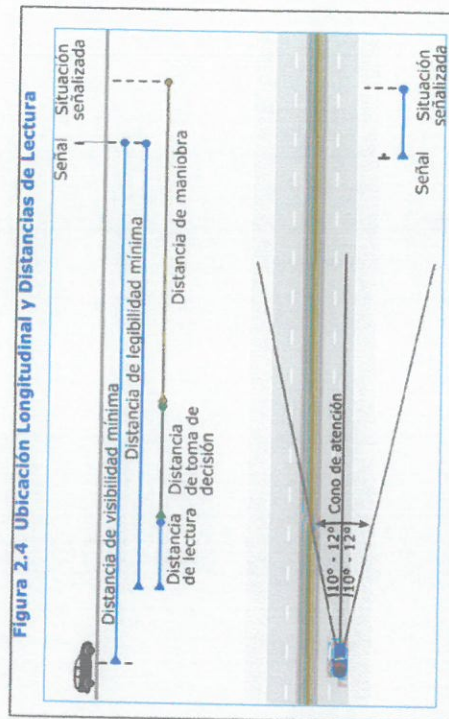 Figura 2.4 Ubicación Longitudinal y Distancias de Lectura
Señal
Situación
señalizada
Distancia de visibilidad mínima
Distancia de legibilidad mínima
Distancia
de lectura
Distancia
de toma de
decisión
Distancia de maniobra
10° - 12°
10° - 12°
Cono de atención
Señal
Situación
señalizada